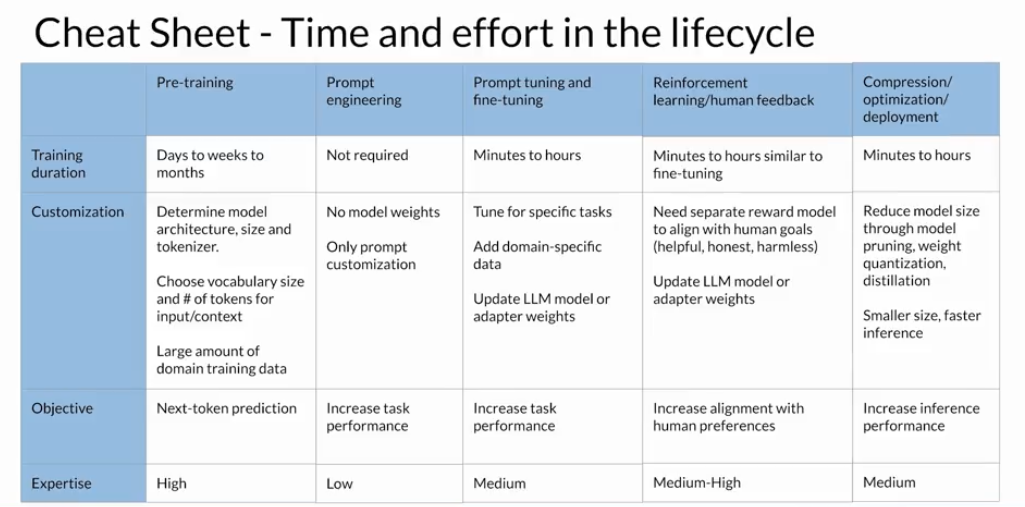 Cheat Sheet - Time and effort in the lifecycle
Pre-training
Prompt
engineering
Prompt tuning and
fine-tuning
Reinforcement
learning/human feedback
Compression/
optimization/
deployment
Training
duration
Days to weeks to
months
Not required
Minutes to hours
Minutes to hours similar to
fine-tuning
Minutes to hours
Customization
Determine model
architecture, size and
tokenizer.
Choose vocabulary size
and # of tokens for
input/context
Large amount of
domain training data
No model weights
Only prompt
customization
Tune for specific tasks
Add domain-specific
data
Update LLM model or
adapter weights
Need separate reward model
to align with human goals
(helpful, honest, harmless)
Update LLM model or
adapter weights
Reduce model size
through model
pruning, weight
quantization,
distillation
Smaller size, faster
inference
Objective
Next-token prediction
Increase task
performance
Increase task
performance
Increase alignment with
human preferences
Increase inference
performance
Expertise
High
Low
Medium
Medium-High
Medium